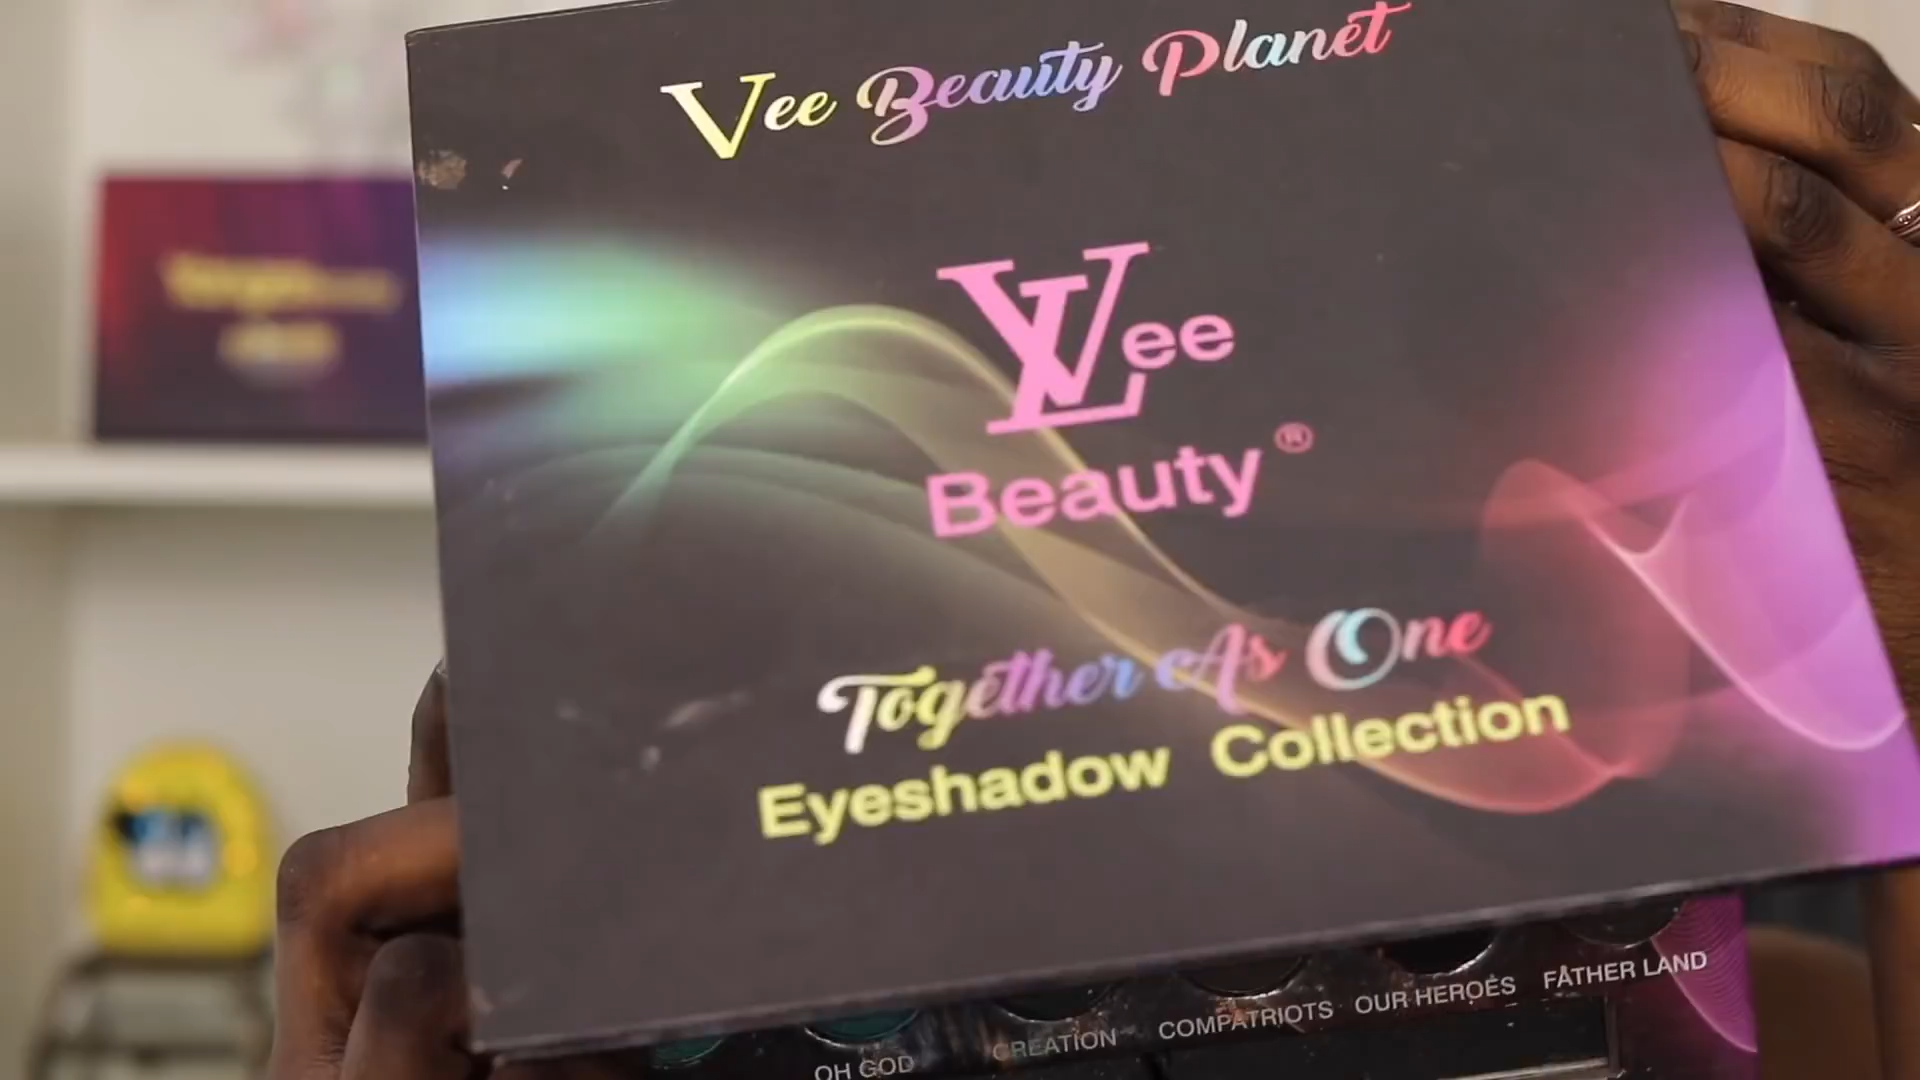 Vee Beauty Planet
VLee
Beauty®
Together As One
Eyeshadow Collection
OH GOD CREATION COMPATRIOTS OUR HEROES FATHER LAND